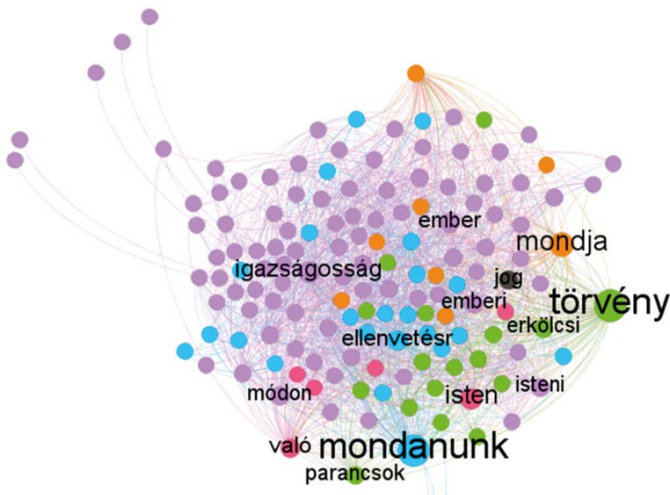 ember
mondja
igazságosság
jog
emberi
törvény
erkölcsi
ellenvetésr
isteni
módon
isten
való
mondanunk
parancsok